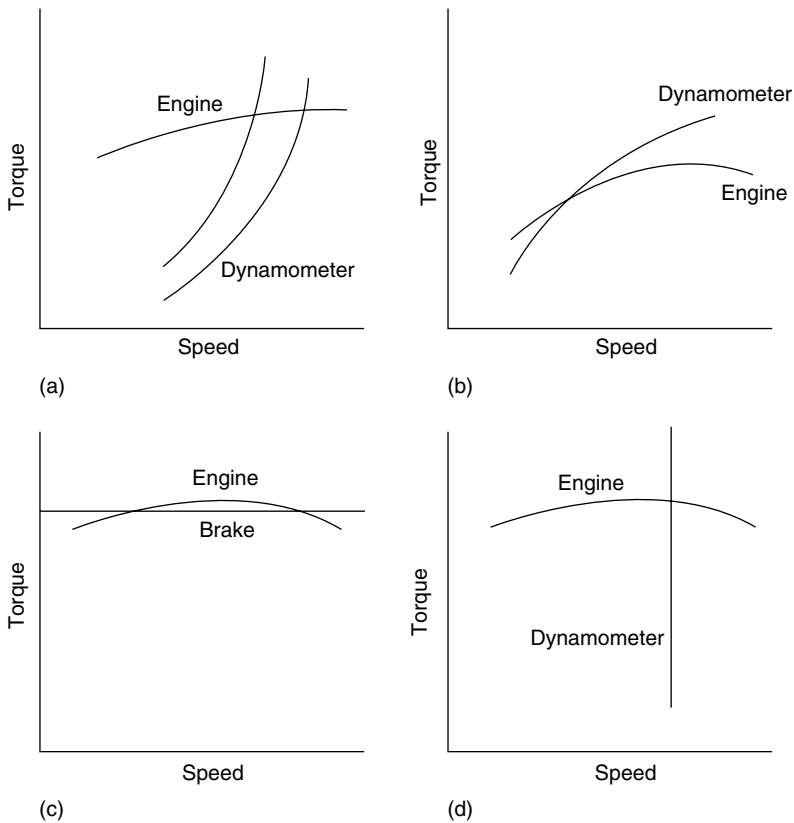 Engine
Torque
Dynamometer
Speed
(a)
Dynamometer
Torque
Engine
Speed
(b)
Engine
Brake
Torque
Speed
(c)
Engine
Torque
Dynamometer
Speed
(d)